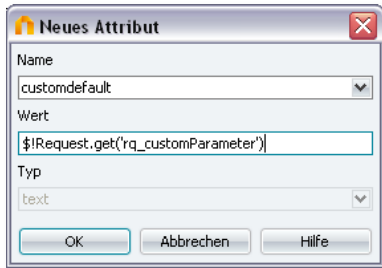 Neues Attribut
Name
customdefault
Wert
$!Request.get('rq_customParameter')
Typ
text
OK Abbrechen Hilfe